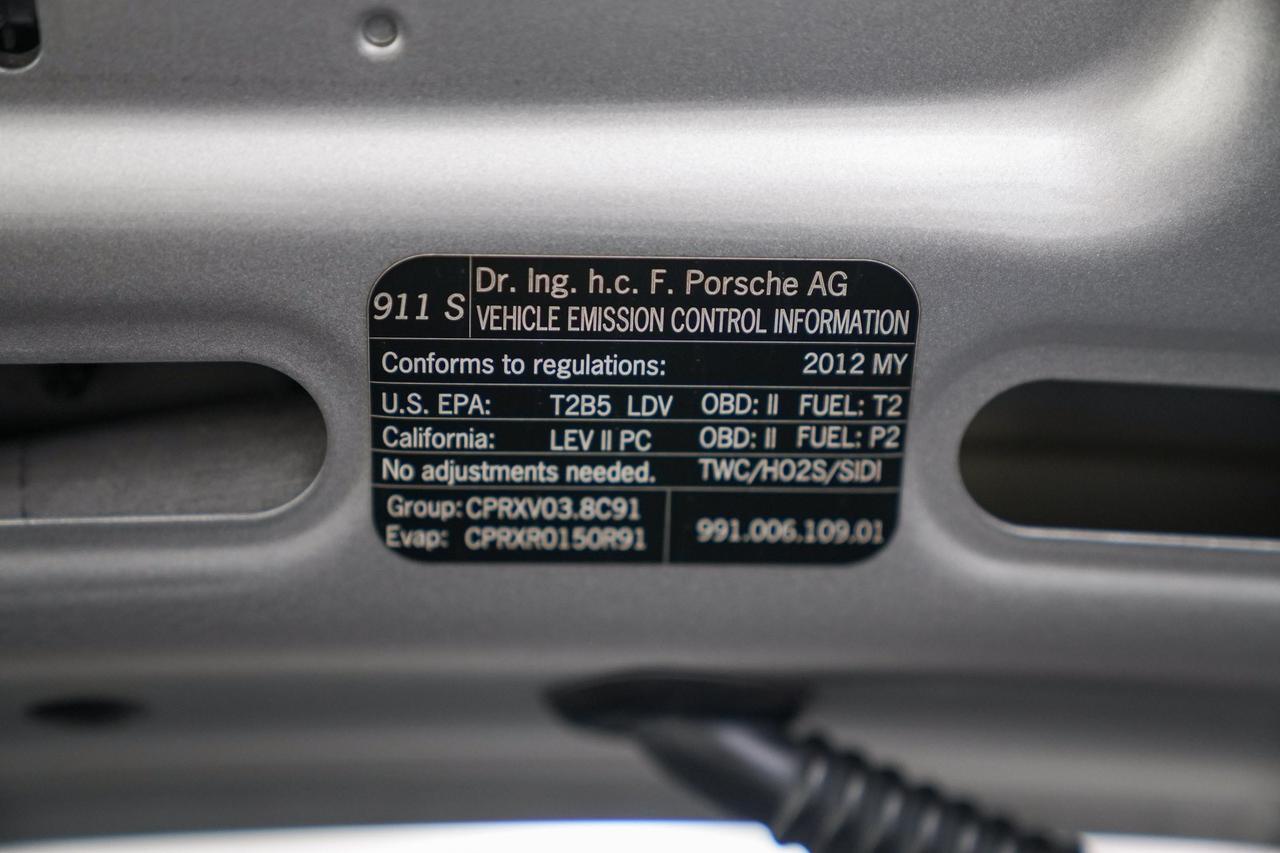 911 S
Dr. Ing. h.c. F. Porsche AG
VEHICLE EMISSION CONTROL INFORMATION
Conforms to regulations: 2012 MY
U.S. EPA: T2B5 LDV OBD: II FUEL: T2
California: LEV II PC OBD: II FUEL: P2
No adjustments needed. TWC/HO2S/SIDI
Group: CPRXV03.8C91
Evap: CPRXR0150R91
991.006.109.01